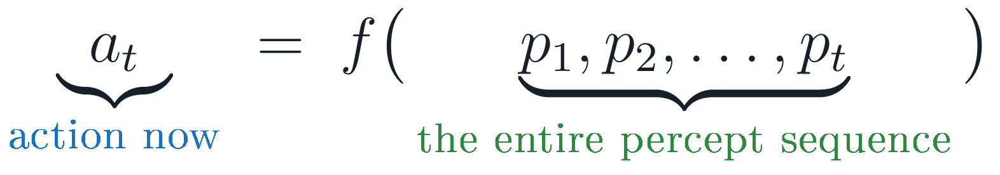 a_t = f( p_1, p_2, ..., p_t )
action now the entire percept sequence